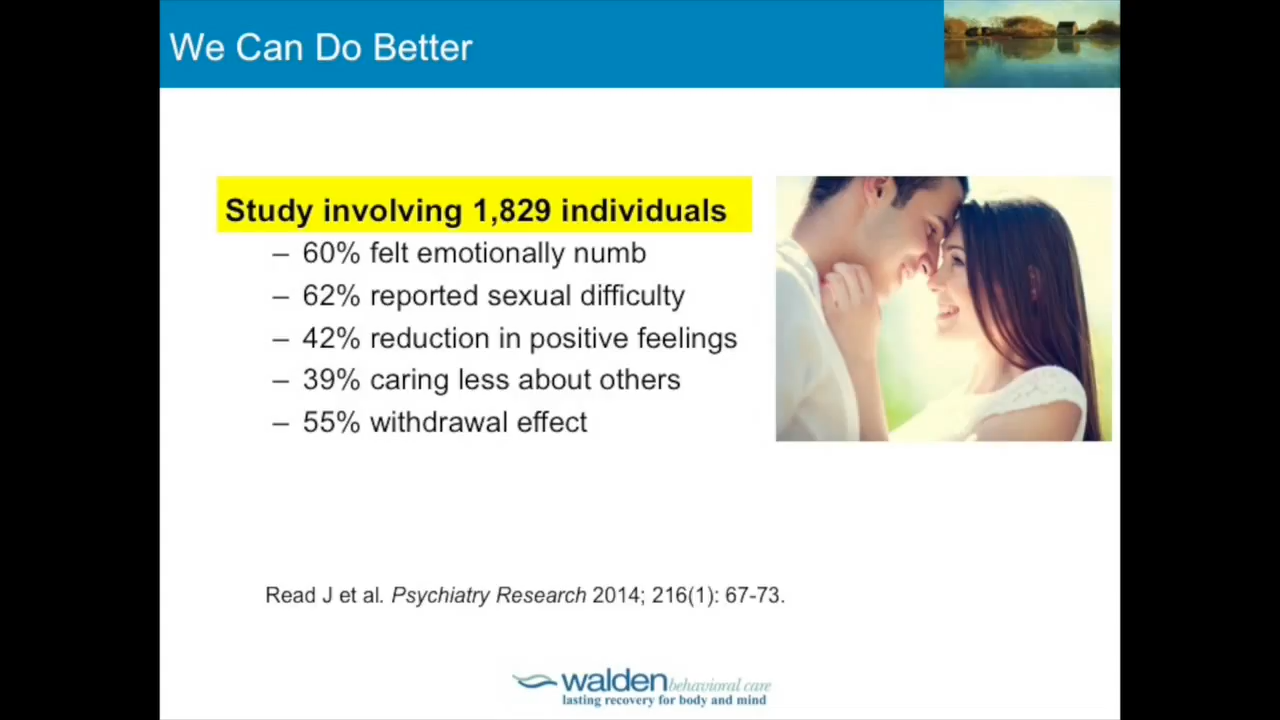 We Can Do Better
Study involving 1,829 individuals
– 60% felt emotionally numb
– 62% reported sexual difficulty
– 42% reduction in positive feelings
– 39% caring less about others
– 55% withdrawal effect
Read J et al. Psychiatry Research 2014; 216(1): 67-73.
walden behavioral care
lasting recovery for body and mind